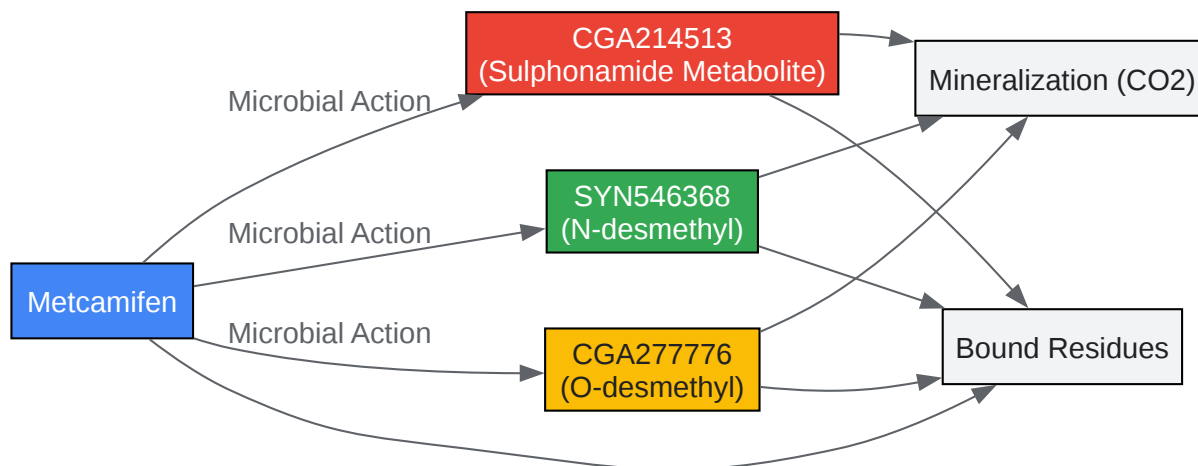 CGA214513
(Sulphonamide Metabolite)
Mineralization (CO2)
Microbial Action
SYN546368
(N-desmethyl)
Microbial Action
Metcamifen
Microbial Action
CGA277776
(O-desmethyl)
Bound Residues